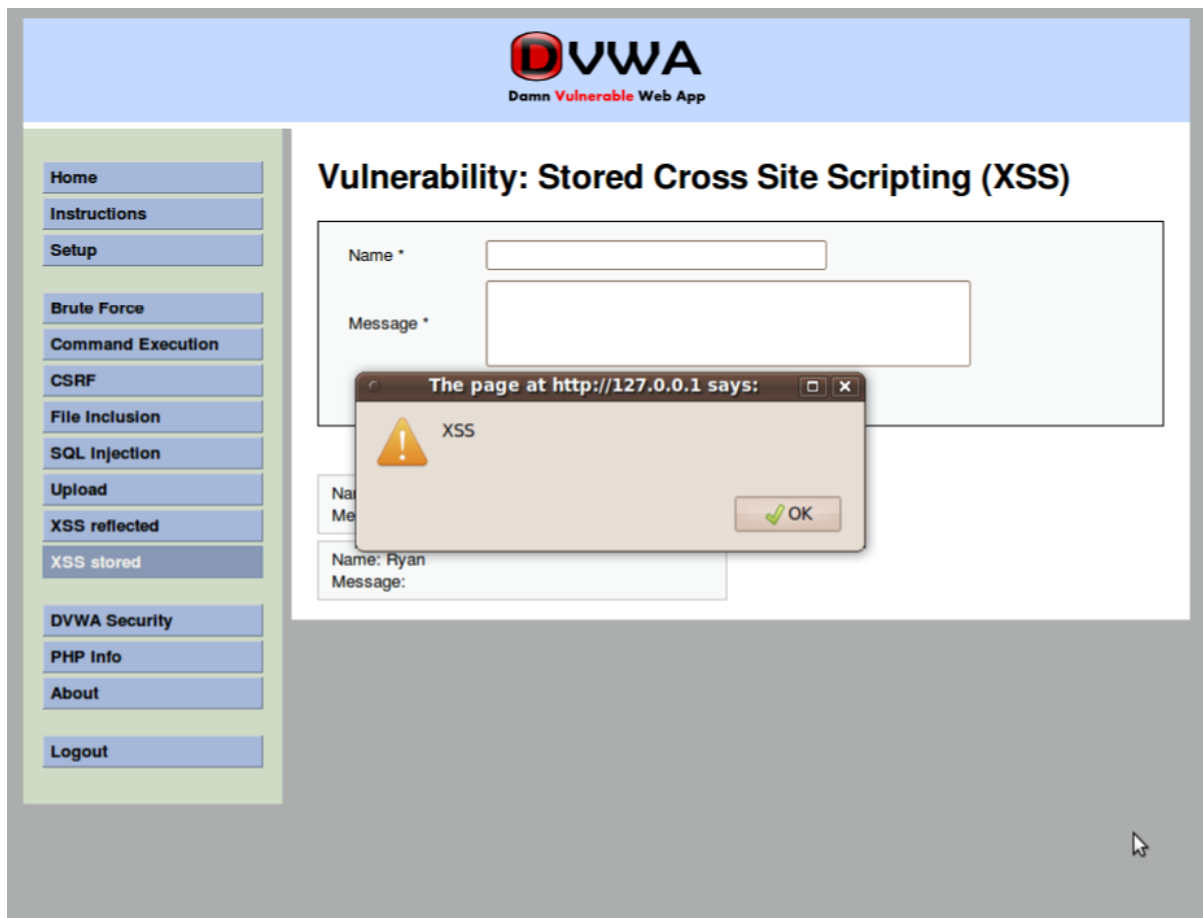 DVWA
Damn Vulnerable Web App
Home
Instructions
Setup
Brute Force
Command Execution
CSRF
File Inclusion
SQL Injection
Upload
XSS reflected
XSS stored
DVWA Security
PHP Info
About
Logout
Vulnerability: Stored Cross Site Scripting (XSS)
Name *
Message *
The page at http://127.0.0.1 says:
XSS
OK
Name: Ryan
Message: